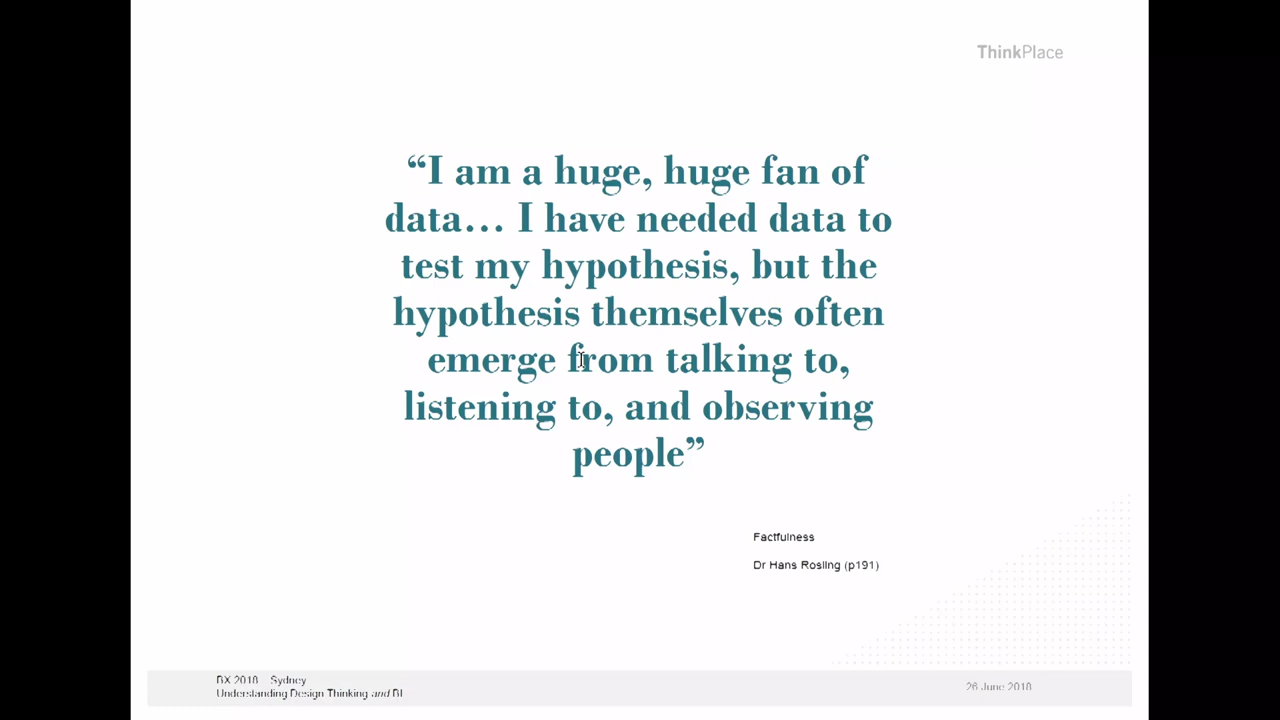 ThinkPlace
“I am a huge, huge fan of
data... I have needed data to
test my hypothesis, but the
hypothesis themselves often
emerge from talking to,
listening to, and observing
people”
Factfulness
Dr Hans Rosling (p191)
BX 2018 Sydney
Understanding Design Thinking and BI
26 June 2018